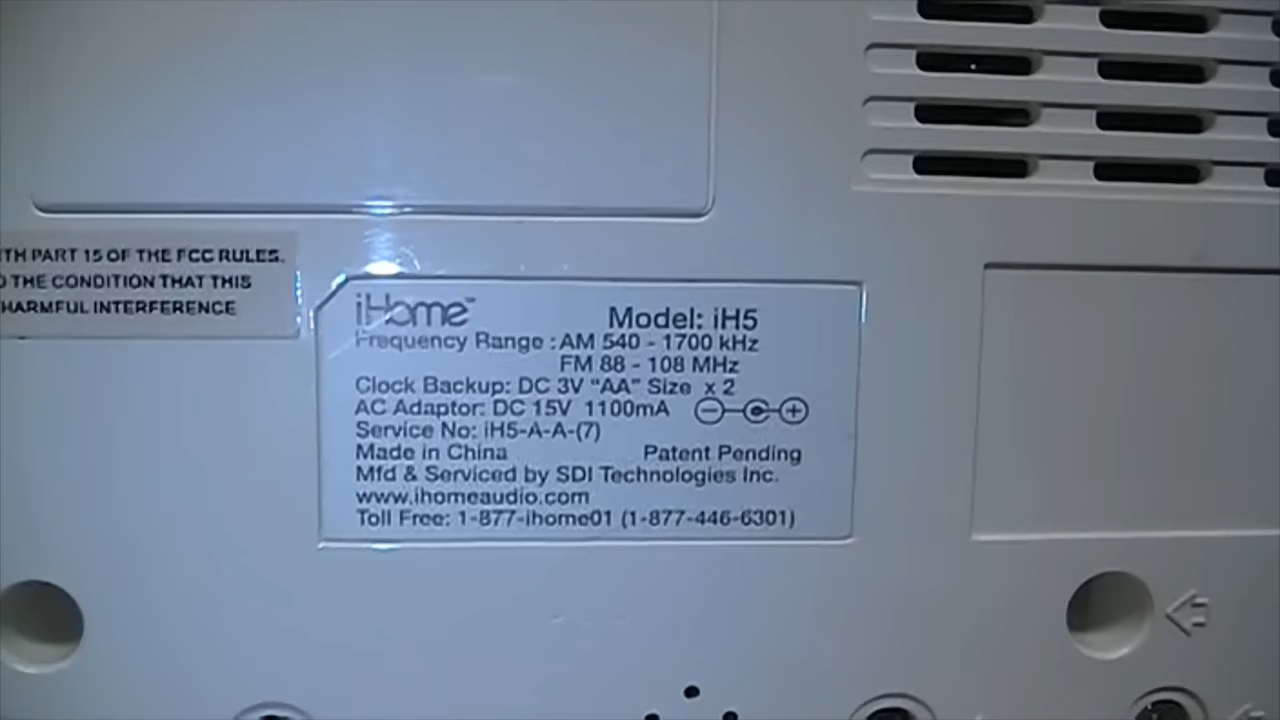 TH PART 15 OF THE FCC RULES.
O THE CONDITION THAT THIS
HARMFUL INTERFERENCE
iHome™
Model: iH5
Frequency Range : AM 540 - 1700 kHz
FM 88 - 108 MHz
Clock Backup: DC 3V "AA" Size x 2
AC Adaptor: DC 15V 1100mA
Service No: iH5-A-A-(7)
Made in China Patent Pending
Mfd & Serviced by SDI Technologies Inc.
www.ihomeaudio.com
Toll Free: 1-877-ihome01 (1-877-446-6301)